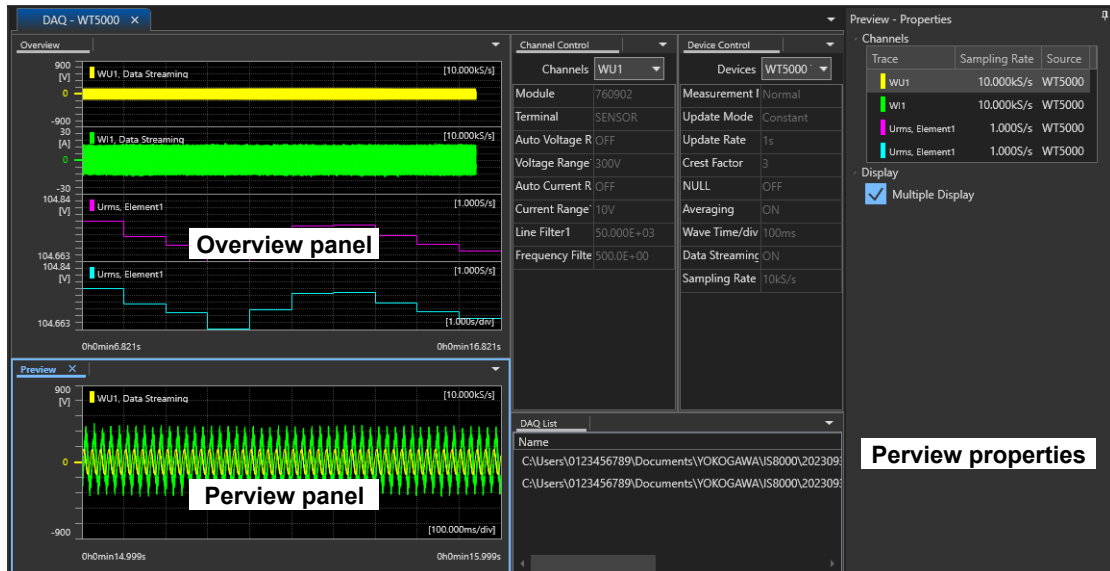 DAQ - WT5000 ×
Overview
900
[V]
WU1, Data Streaming
[10.000kS/s]
0
-900
30
[A]
WI1, Data Streaming
[10.000kS/s]
0
-30
104.84
[V]
Urms, Element1
[1.000S/s]
Overview panel
104.663
104.84
[V]
Urms, Element1
[1.000S/s]
104.663
[1.000s/div]
0h0min6.821s 0h0min16.821s
Preview ×
900
[V]
WU1, Data Streaming
[10.000kS/s]
0
Perview panel
-900
[100.000ms/div]
0h0min14.999s 0h0min15.999s
Channel Control
Channels WU1
Module 760902
Terminal SENSOR
Auto Voltage R OFF
Voltage Range 300V
Auto Current R OFF
Current Range 10V
Line Filter1 50.000E+03
Frequency Filte 500.0E+00
Device Control
Devices WT5000
Measurement Normal
Update Mode Constant
Update Rate 1s
Crest Factor 3
NULL OFF
Averaging ON
Wave Time/div 100ms
Data Streaming ON
Sampling Rate 10kS/s
DAQ List
Name
C:\Users\0123456789\Documents\YOKOGAWA\IS8000\202309
C:\Users\0123456789\Documents\YOKOGAWA\IS8000\202309
Preview - Properties
Channels
Trace Sampling Rate Source
WU1 10.000kS/s WT5000
WI1 10.000kS/s WT5000
Urms, Element1 1.000S/s WT5000
Urms, Element1 1.000S/s WT5000
Display
Multiple Display
Perview properties